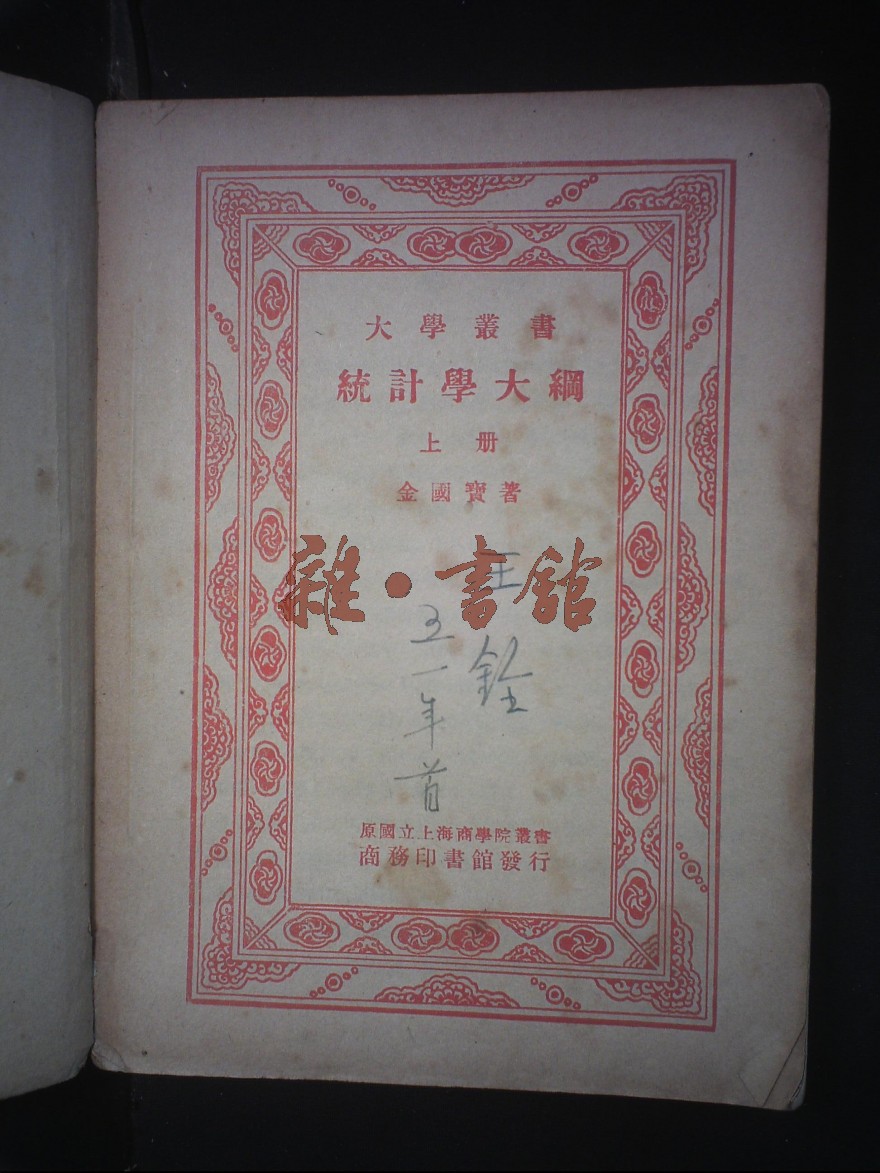 大學叢書
統計學大綱
上册
金國寶著
雜·書館
王銓
五一年首
原國立上海商學院叢書
商務印書館發行